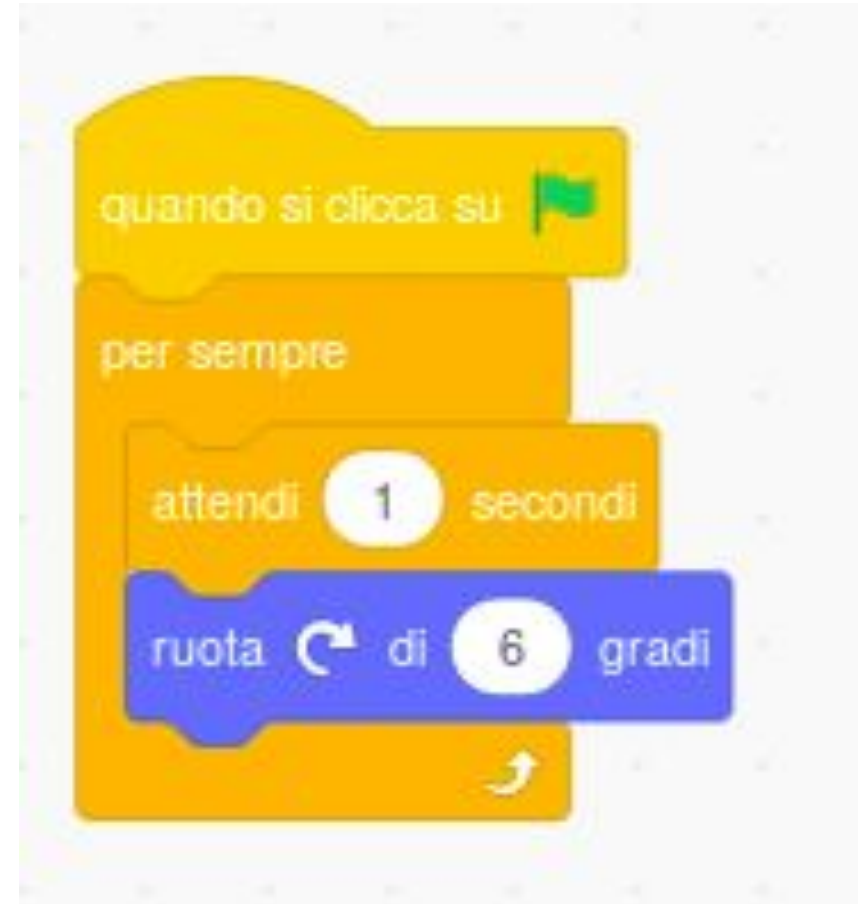 quando si clicca su
per sempre
attendi 1 secondi
ruota di 6 gradi